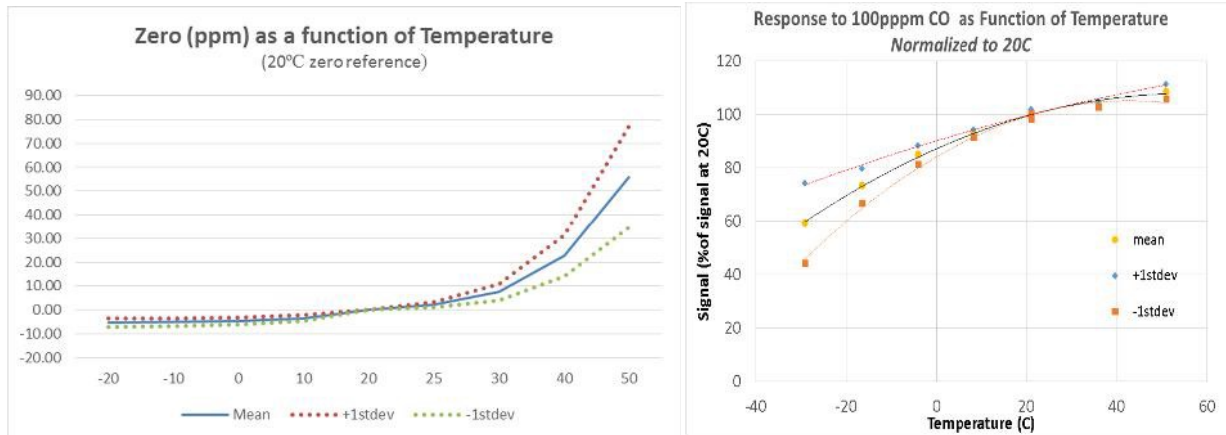 Zero (ppm) as a function of Temperature
(20°C zero reference)
90.00
80.00
70.00
60.00
50.00
40.00
30.00
20.00
10.00
0.00
-10.00
-20.00
-20 -10 0 10 20 25 30 40 50
Mean +1stdev -1stdev
Response to 100pppm CO as Function of Temperature
Normalized to 20C
Signal (%of signal at 20C)
120
100
80
60
40
20
0
-40 -20 0 20 40 60
Temperature (C)
mean
+1stdev
-1stdev